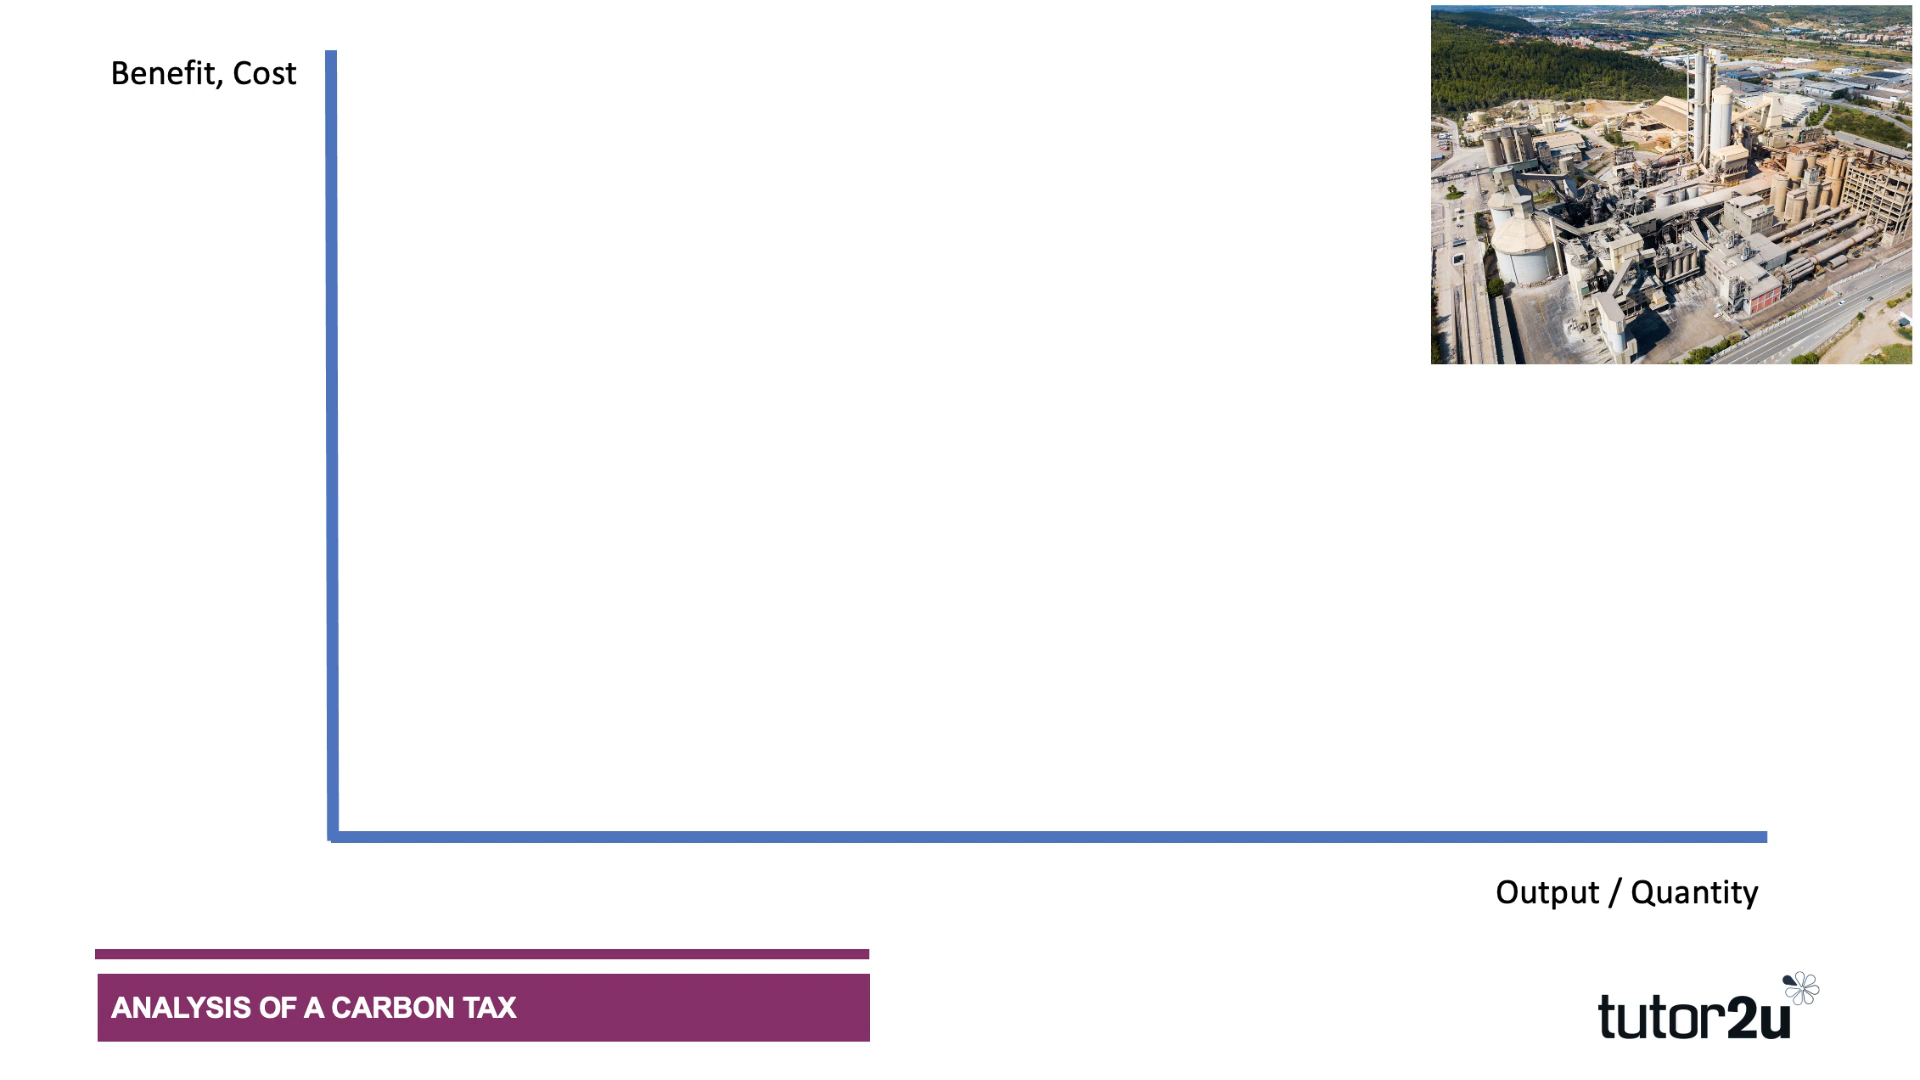 Benefit, Cost
Output / Quantity
ANALYSIS OF A CARBON TAX
tutor2u